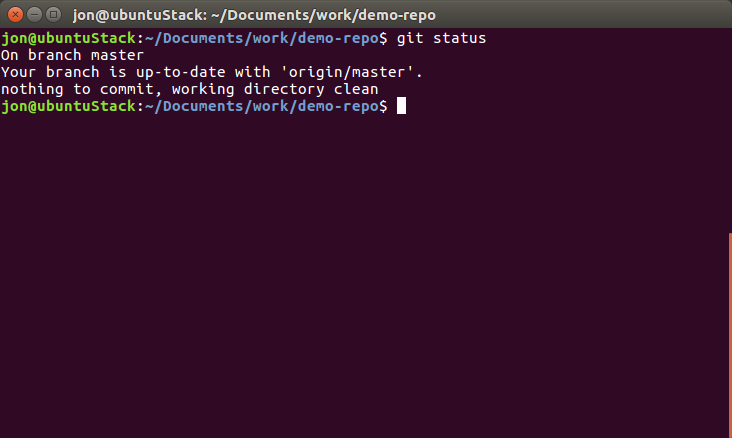 jon@ubuntuStack: ~/Documents/work/demo-repo
jon@ubuntuStack:~/Documents/work/demo-repo$ git status
On branch master
Your branch is up-to-date with 'origin/master'.
nothing to commit, working directory clean
jon@ubuntuStack:~/Documents/work/demo-repo$